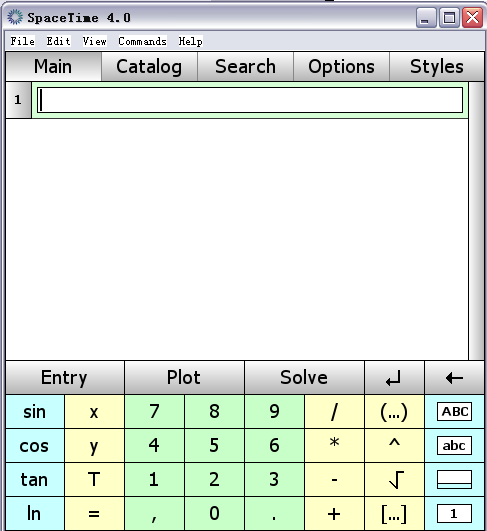 SpaceTime 4.0
File Edit View Commands Help
Main Catalog Search Options Styles
1
Entry Plot Solve ↵ ←
sin x 7 8 9 / (...) ABC
cos y 4 5 6 * ^ abc
tan T 1 2 3 - √
ln = , 0 . + [...] 1